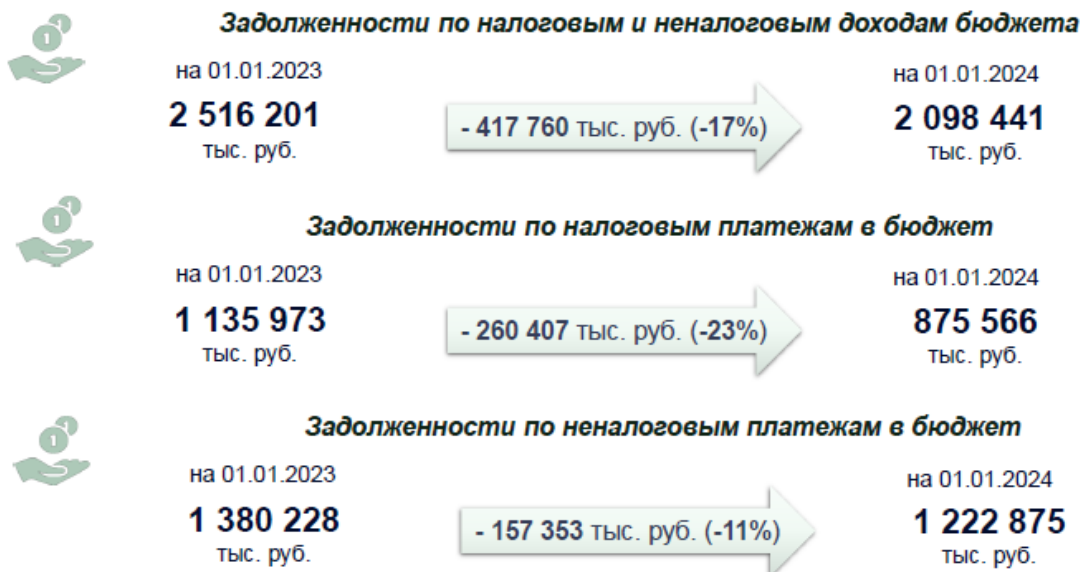 Задолженности по налоговым и неналоговым доходам бюджета
на 01.01.2023
2 516 201
тыс. руб.
- 417 760 тыс. руб. (-17%)
на 01.01.2024
2 098 441
тыс. руб.
Задолженности по налоговым платежам в бюджет
на 01.01.2023
1 135 973
тыс. руб.
- 260 407 тыс. руб. (-23%)
на 01.01.2024
875 566
тыс. руб.
Задолженности по неналоговым платежам в бюджет
на 01.01.2023
1 380 228
тыс. руб.
- 157 353 тыс. руб. (-11%)
на 01.01.2024
1 222 875
тыс. руб.